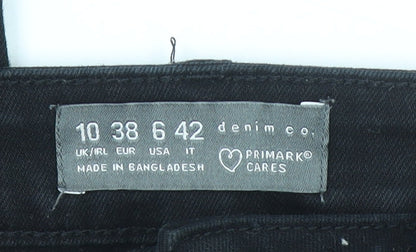 10 38 6 42 denim co.
UK/IRL EUR USA IT
MADE IN BANGLADESH
PRIMARK©
CARES